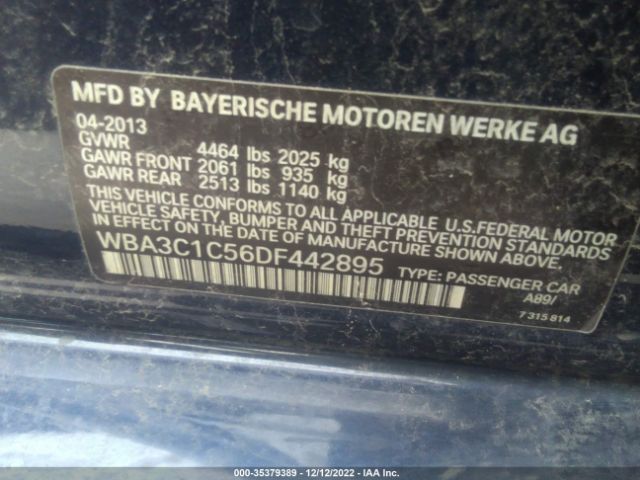 MFD BY BAYERISCHE MOTOREN WERKE AG
04-2013
GVWR 4464 lbs 2025 kg
GAWR FRONT 2061 lbs 935 kg
GAWR REAR 2513 lbs 1140 kg
THIS VEHICLE CONFORMS TO ALL APPLICABLE U.S.FEDERAL MOTOR
VEHICLE SAFETY, BUMPER AND THEFT PREVENTION STANDARDS
IN EFFECT ON THE DATE OF MANUFACTURE SHOWN ABOVE.
WBA3C1C56DF442895 TYPE: PASSENGER CAR
A89/
7 315 814
000-35379389 - 12/12/2022 - IAA Inc.